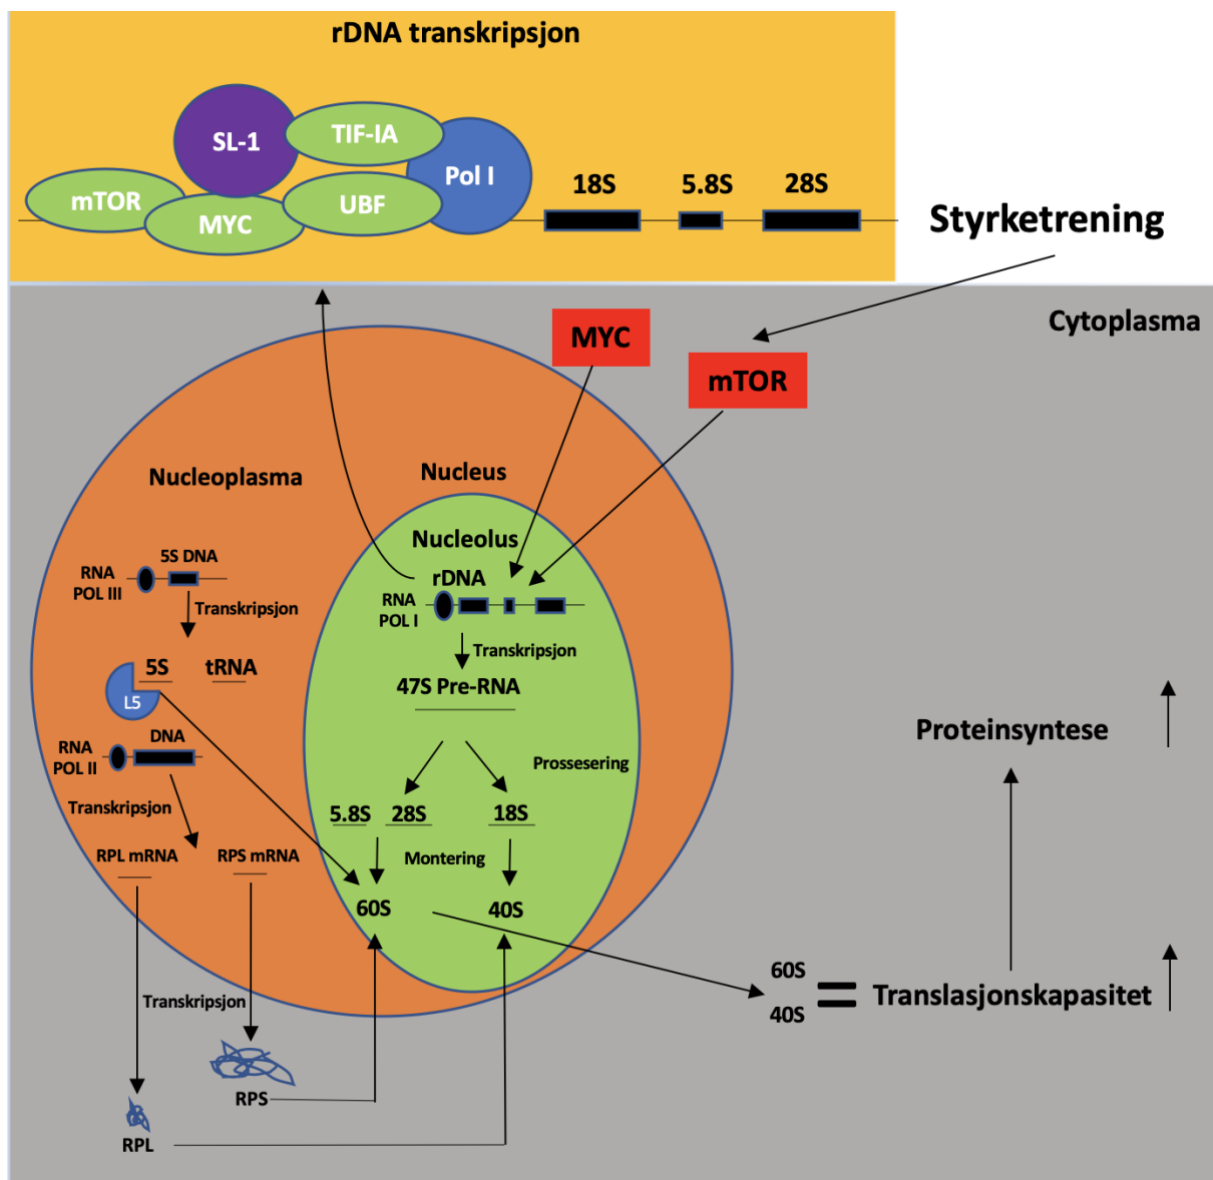 rDNA transkripsjon
SL-1
TIF-IA
Pol I
mTOR
MYC
UBF
18S
5.8S
28S
Styrketrening
Cytoplasma
MYC
mTOR
Nucleoplasma
Nucleus
Nucleolus
5S DNA
RNA
POL III
Transkripsjon
5S
tRNA
L5
DNA
RNA
POL II
Transkripsjon
RPL mRNA
RPS mRNA
rDNA
RNA
POL I
Transkripsjon
47S Pre-RNA
Prossesering
5.8S
28S
18S
Montering
60S
40S
Transkripsjon
RPS
RPL
60S
40S
Translasjonskapasitet
Proteinsyntese